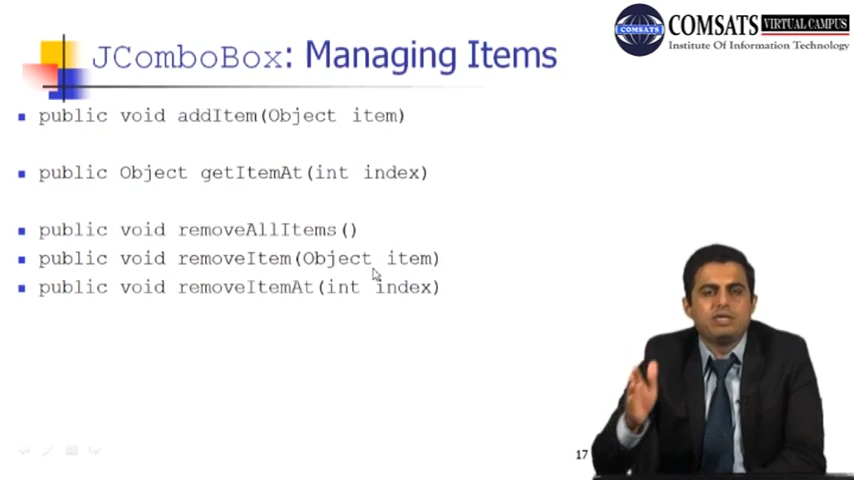 COMSATS VIRTUAL CAMPUS
COMSATS
Institute Of Information Technology
JComboBox: Managing Items
public void addItem(Object item)
public Object getItemAt(int index)
public void removeAllItems()
public void removeItem(Object item)
public void removeItemAt(int index)
17